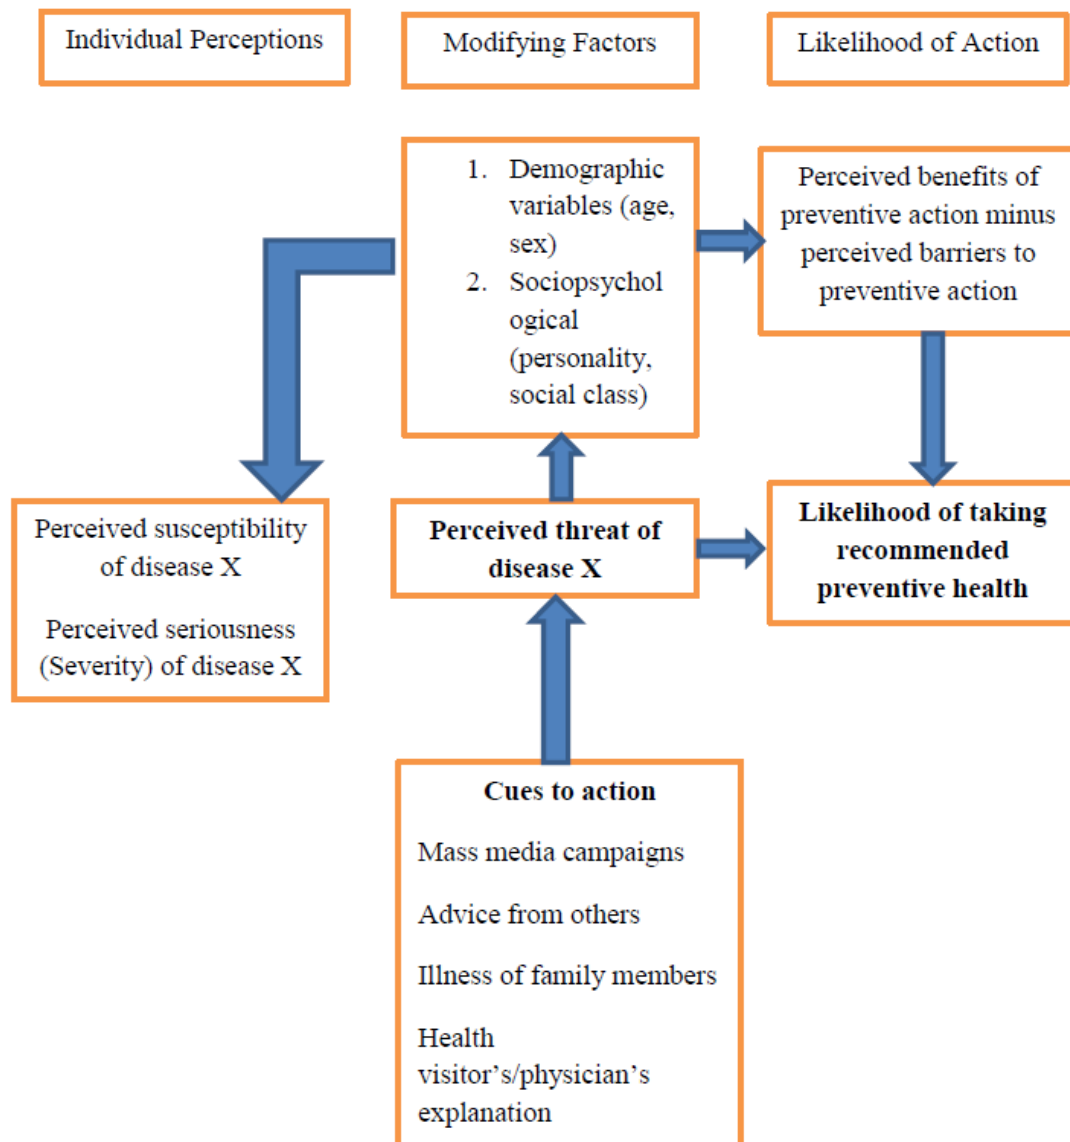 Individual Perceptions
Modifying Factors
Likelihood of Action
1. Demographic
variables (age,
sex)
2. Sociopsychol
ogical
(personality,
social class)
Perceived benefits of
preventive action minus
perceived barriers to
preventive action
Perceived susceptibility
of disease X
Perceived seriousness
(Severity) of disease X
Perceived threat of
disease X
Likelihood of taking
recommended
preventive health
Cues to action
Mass media campaigns
Advice from others
Illness of family members
Health
visitor’s/physician’s
explanation